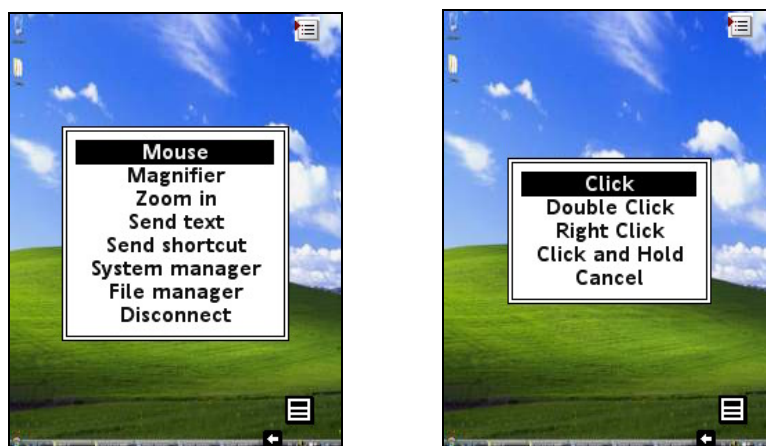 Mouse
Magnifier
Zoom in
Send text
Send shortcut
System manager
File manager
Disconnect
Click
Double Click
Right Click
Click and Hold
Cancel